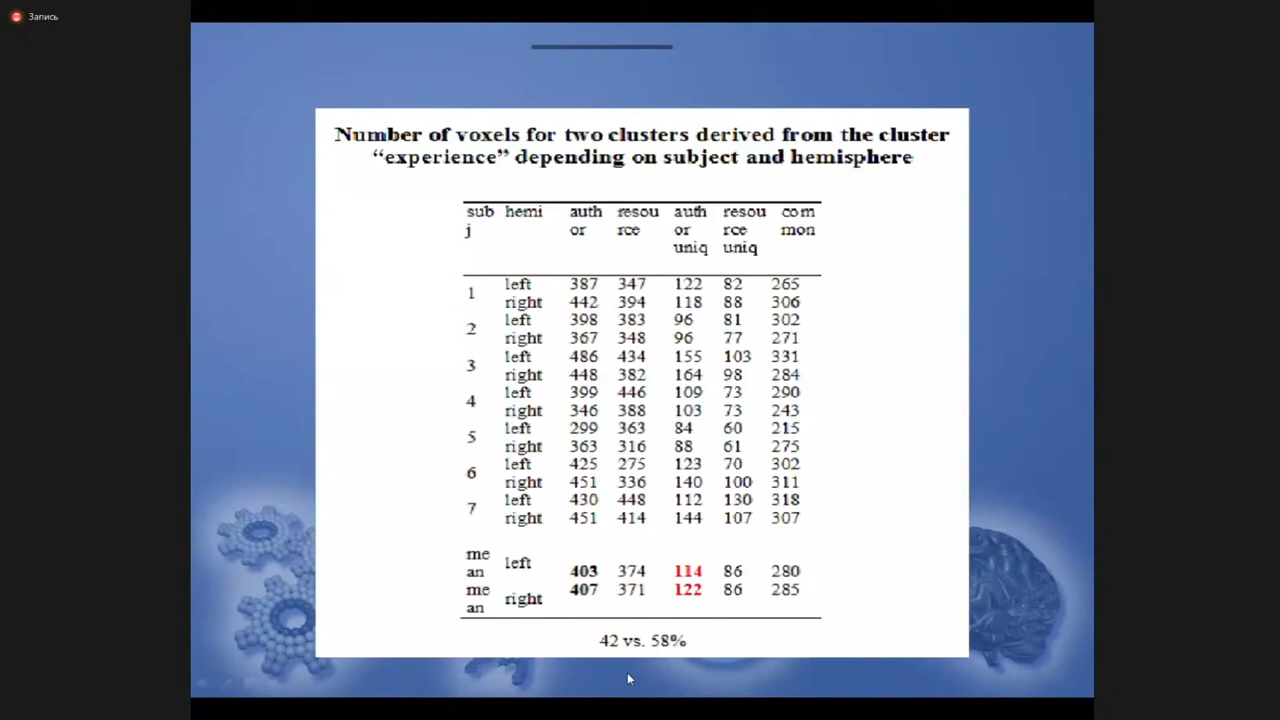 Запись
Number of voxels for two clusters derived from the cluster
“experience” depending on subject and hemisphere
sub hemi auth resou auth resou com
j or rce or rce mon
uniq uniq
1 left 387 347 122 82 265
right 442 394 118 88 306
2 left 398 383 96 81 302
right 367 348 96 77 271
3 left 486 434 155 103 331
right 448 382 164 98 284
4 left 399 446 109 73 290
right 346 388 103 73 243
5 left 299 363 84 60 215
right 363 316 88 61 275
6 left 425 275 123 70 302
right 451 336 140 100 311
7 left 430 448 112 130 318
right 451 414 144 107 307
me left
an 403 374 114 86 280
me right 407 371 122 86 285
an
42 vs. 58%